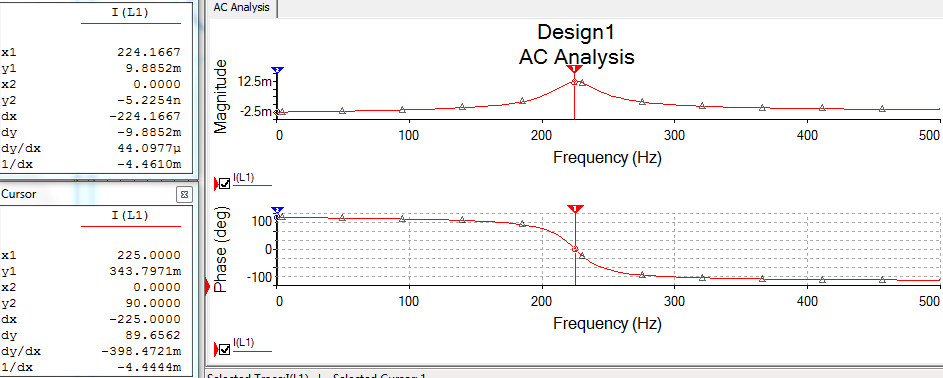 I(L1)
x1 224.1667
y1 9.8852m
x2 0.0000
y2 -5.2254n
dx -224.1667
dy -9.8852m
dy/dx 44.0977µ
1/dx -4.4610m
Cursor
I(L1)
x1 225.0000
y1 343.7971m
x2 0.0000
y2 90.0000
dx -225.0000
dy 89.6562
dy/dx -398.4721m
1/dx -4.4444m
AC Analysis
Design1
AC Analysis
Magnitude
12.5m
-2.5m
0 100 200 300 400 500
Frequency (Hz)
I(L1)
Phase (deg)
100
0
-100
0 100 200 300 400 500
Frequency (Hz)
I(L1)
Selected Trace:I(L1) | Selected Cursor:1